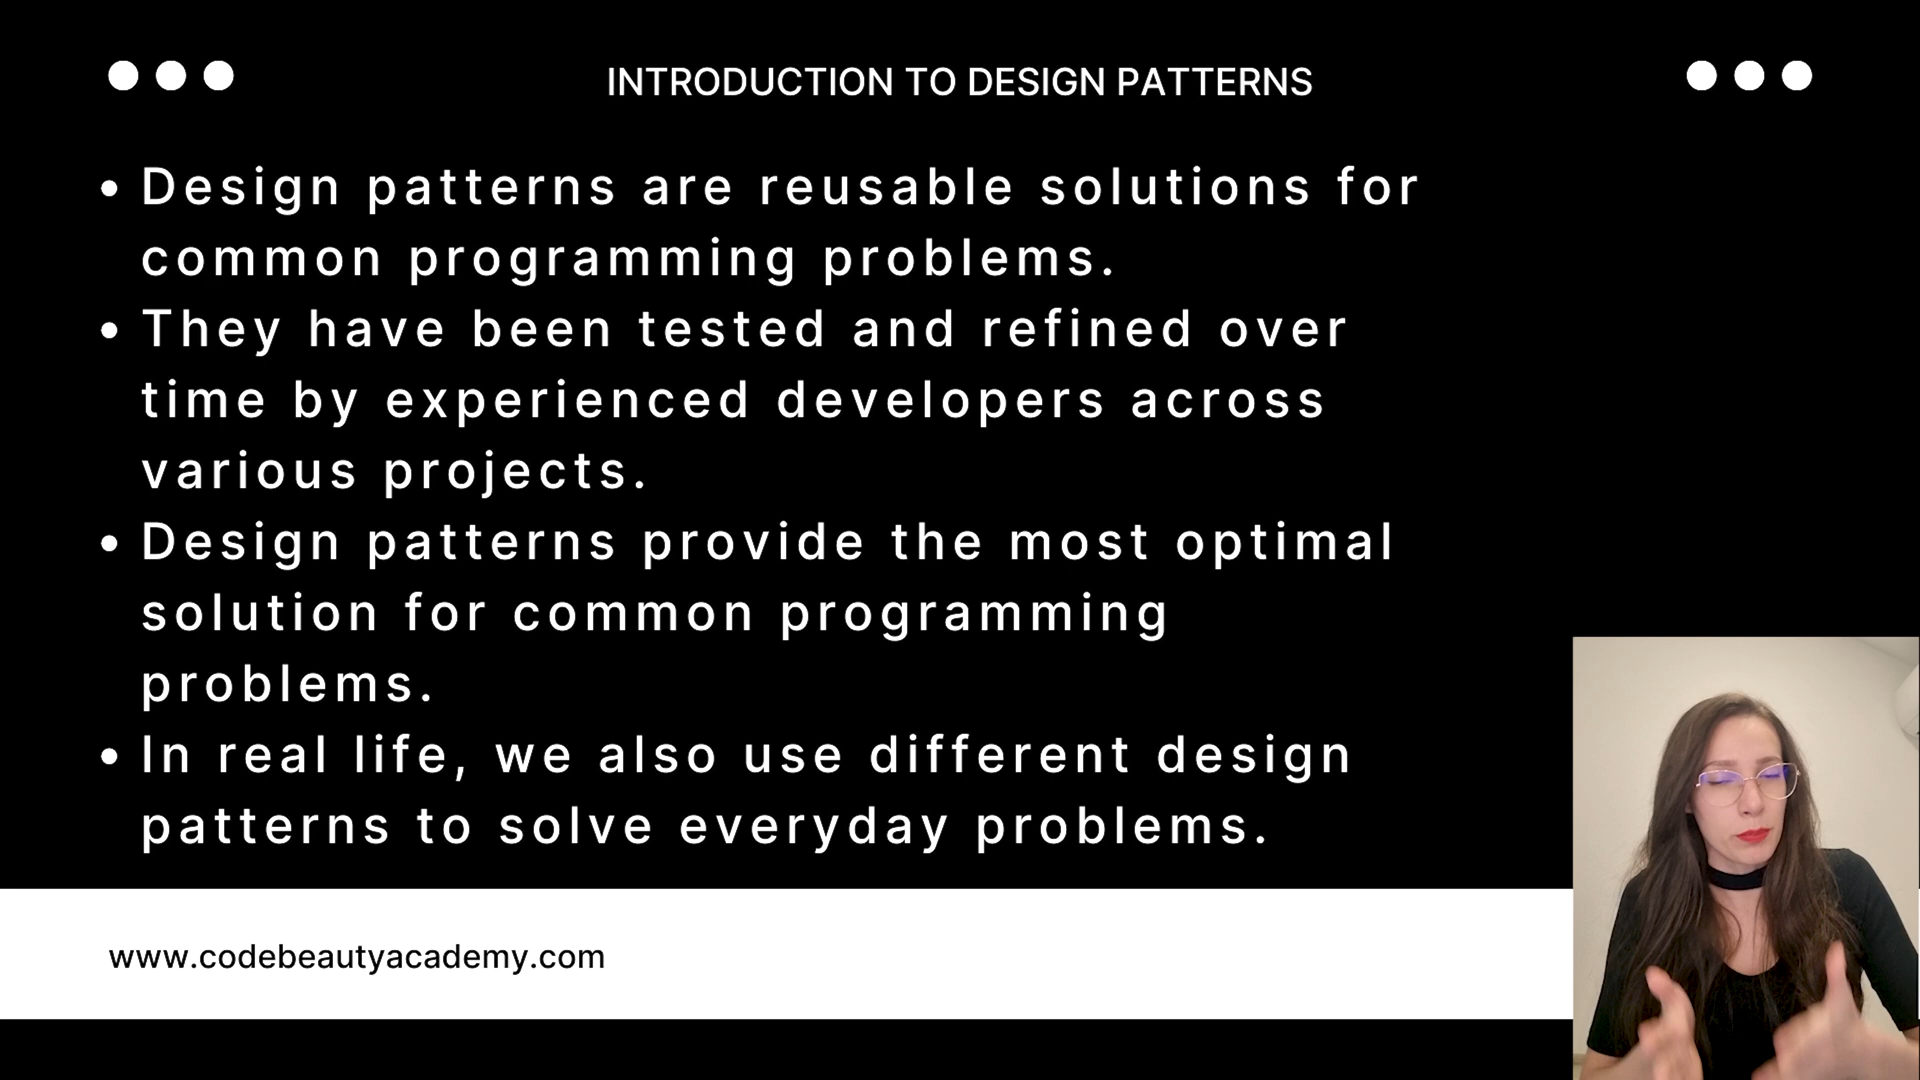 INTRODUCTION TO DESIGN PATTERNS
• Design patterns are reusable solutions for
common programming problems.
• They have been tested and refined over
time by experienced developers across
various projects.
• Design patterns provide the most optimal
solution for common programming
problems.
• In real life, we also use different design
patterns to solve everyday problems.
www.codebeautyacademy.com